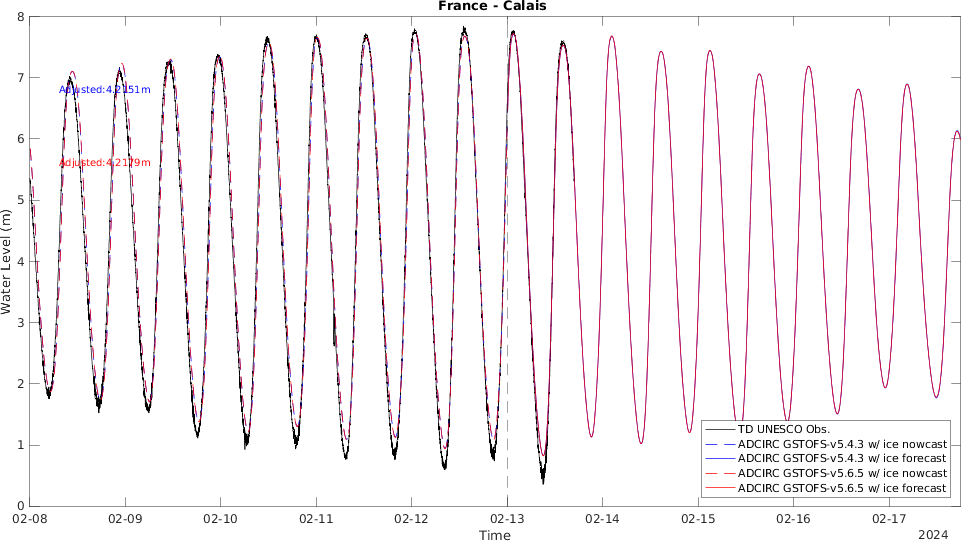 France - Calais
8
7
6
5
4
3
2
1
0
Adjusted:4.2151m
Adjusted:4.2179m
Water Level (m)
TD UNESCO Obs.
ADCIRC GSTOFS-v5.4.3 w/ ice nowcast
ADCIRC GSTOFS-v5.4.3 w/ ice forecast
ADCIRC GSTOFS-v5.6.5 w/ ice nowcast
ADCIRC GSTOFS-v5.6.5 w/ ice forecast
02-08 02-09 02-10 02-11 02-12 02-13 02-14 02-15 02-16 02-17
Time
2024